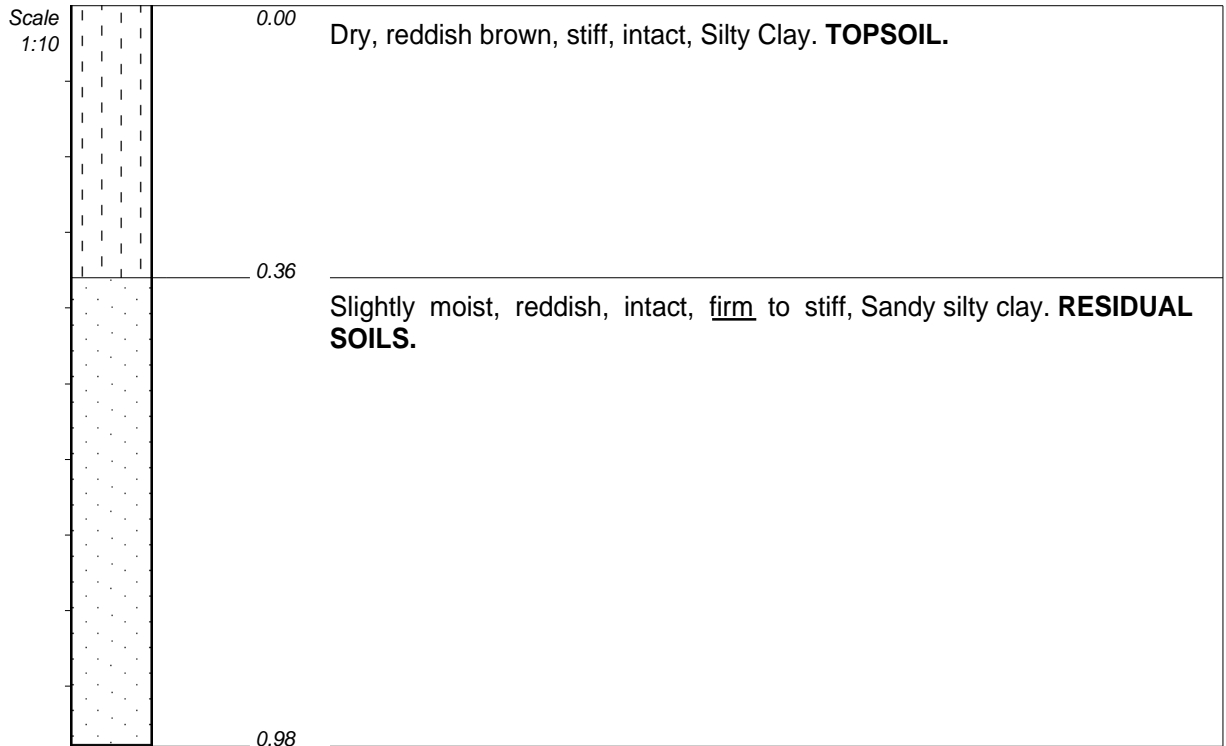 Scale
1:10
0.00
Dry, reddish brown, stiff, intact, Silty Clay. TOPSOIL.
0.36
Slightly moist, reddish, intact, firm to stiff, Sandy silty clay. RESIDUAL
SOILS.
0.98